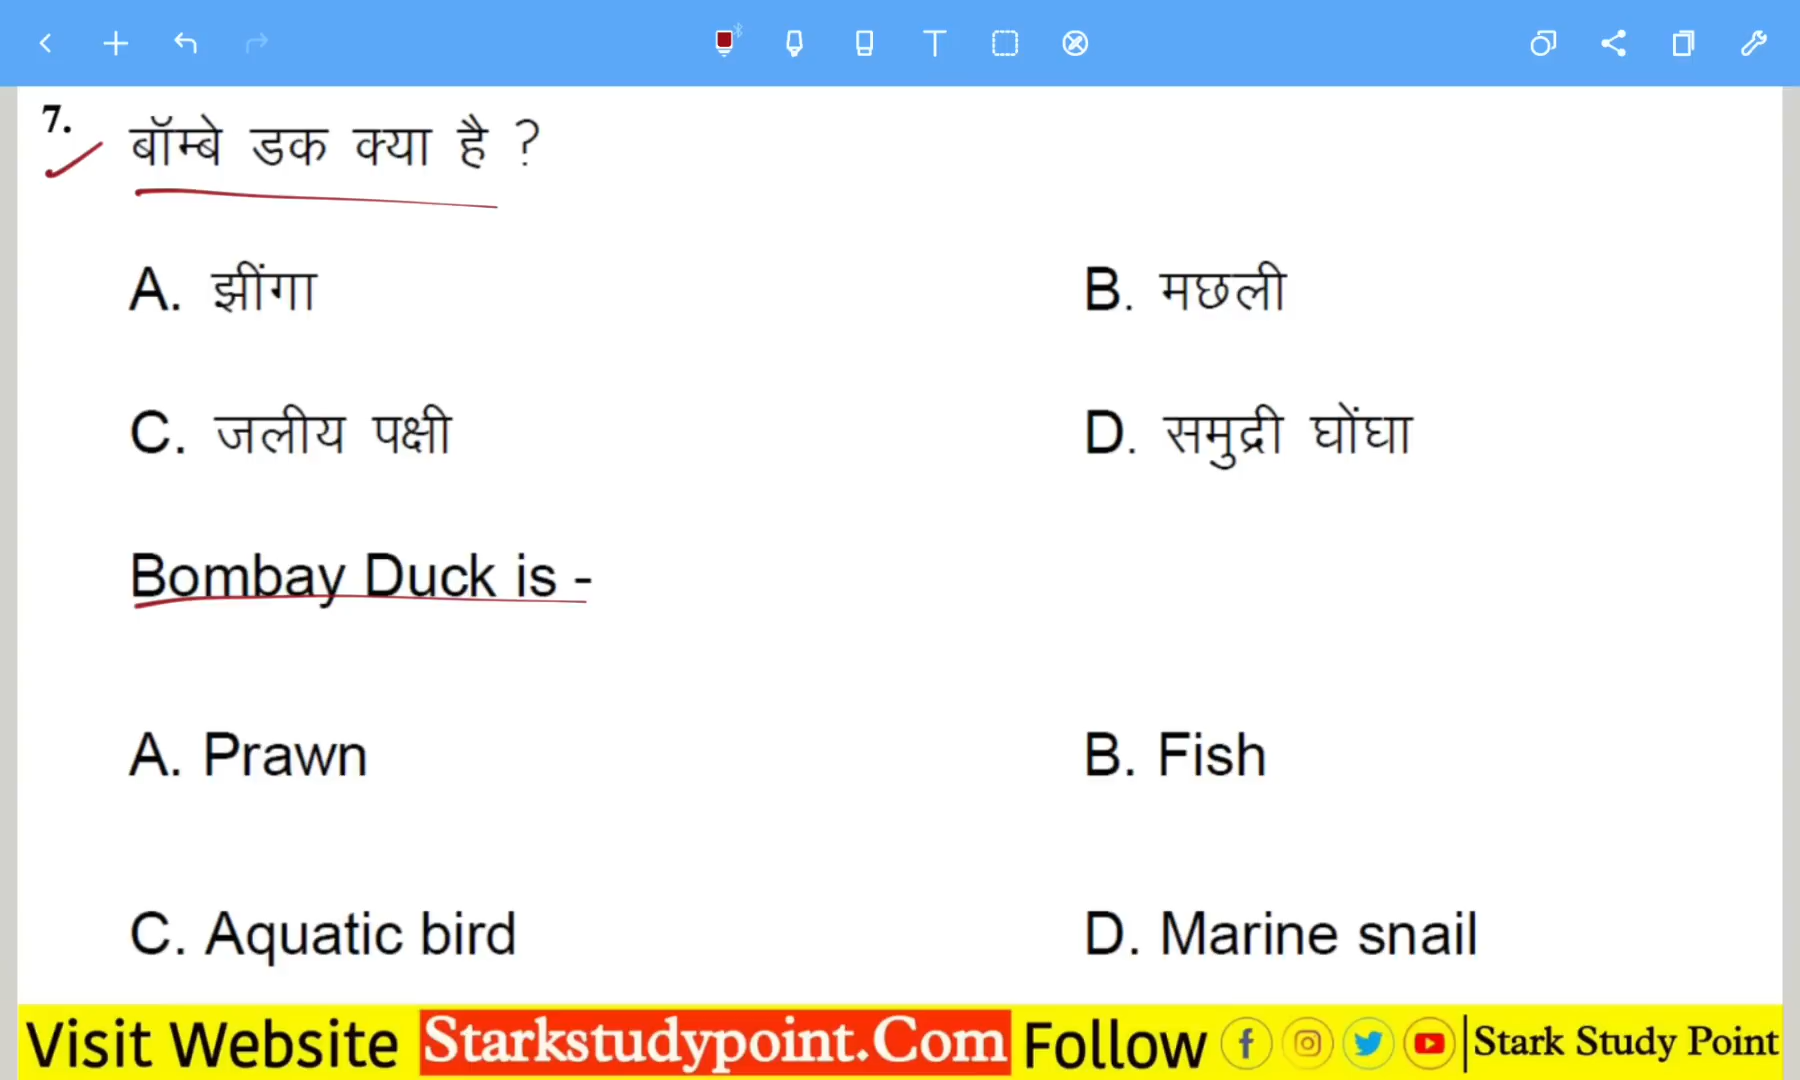 7. बॉम्बे डक क्या है ?
A. झींगा B. मछली
C. जलीय पक्षी D. समुद्री घोंघा
Bombay Duck is -
A. Prawn B. Fish
C. Aquatic bird D. Marine snail
Visit Website Starkstudypoint.Com Follow Stark Study Point